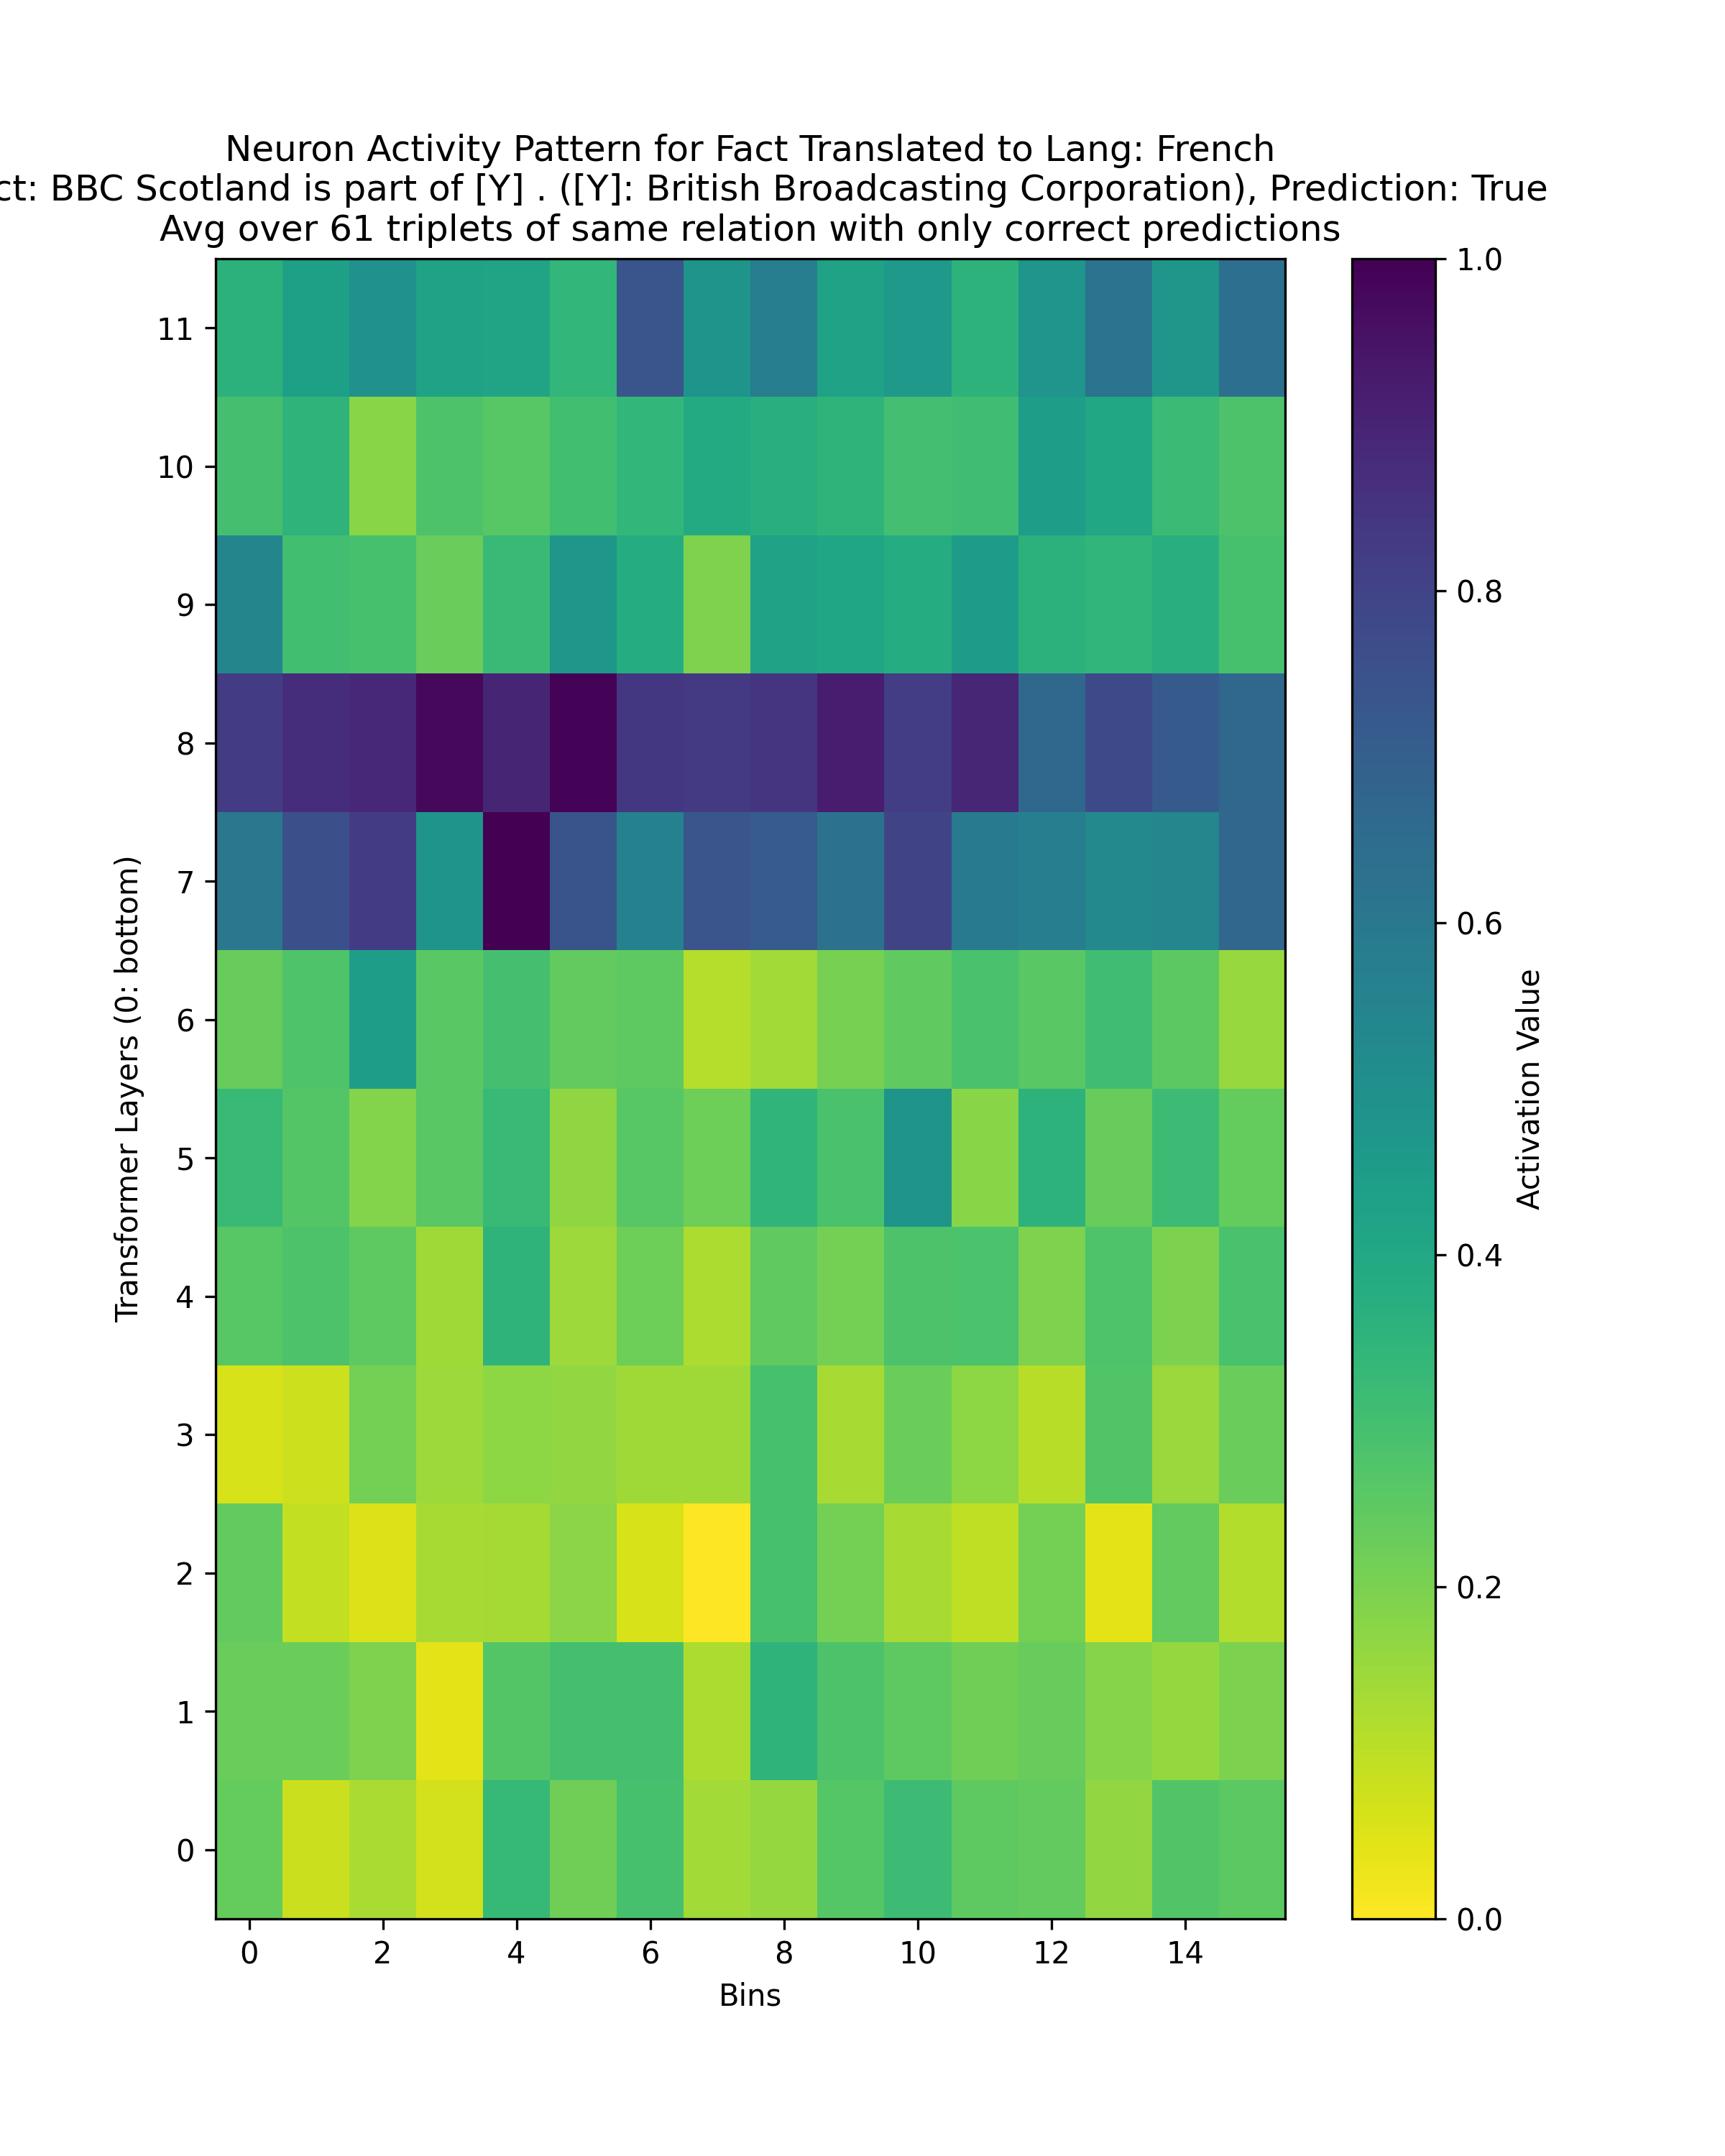 Neuron Activity Pattern for Fact Translated to Lang: French
ct: BBC Scotland is part of [Y] . ([Y]: British Broadcasting Corporation), Prediction: True
Avg over 61 triplets of same relation with only correct predictions
11
10
9
8
7
6
5
4
3
2
1
0
Transformer Layers (0: bottom)
0 2 4 6 8 10 12 14
Bins
1.0
0.8
0.6
0.4
0.2
0.0
Activation Value